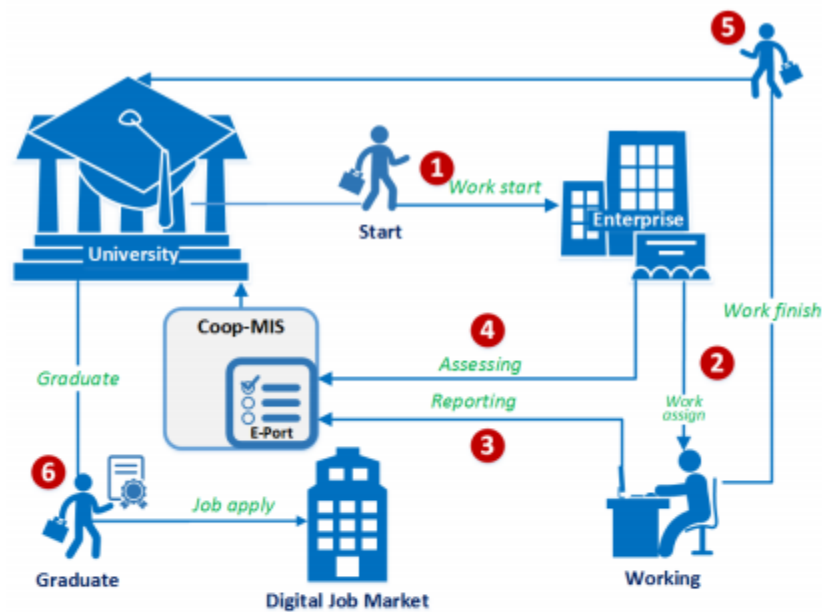 5
1
Work start
Start
Enterprise
University
Coop-MIS
4
Assessing
Work finish
2
Graduate
Reporting
Work
assign
E-Port
3
6
Job apply
Graduate
Digital Job Market
Working